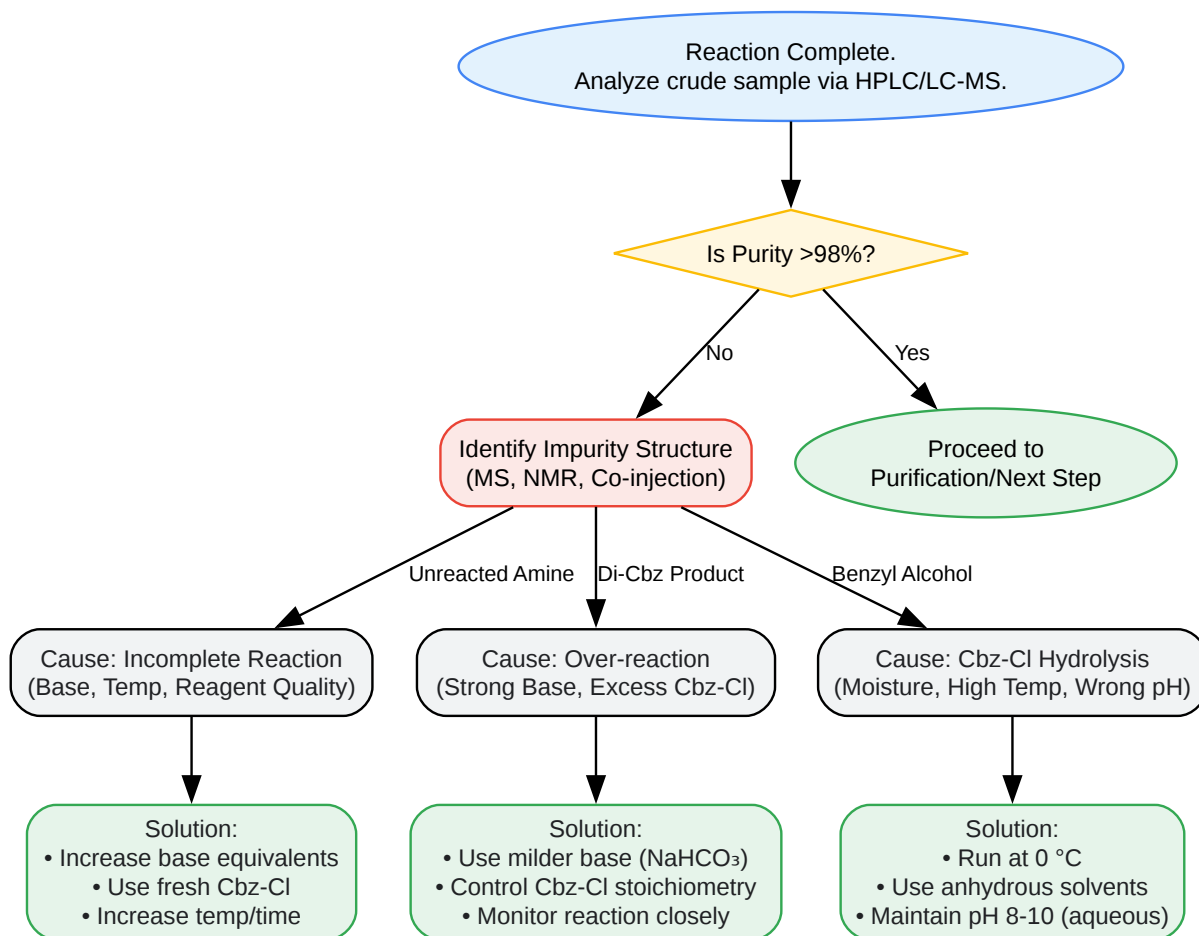 Reaction Complete.
Analyze crude sample via HPLC/LC-MS.
Is Purity >98%?
No
Yes
Identify Impurity Structure
(MS, NMR, Co-injection)
Proceed to
Purification/Next Step
Unreacted Amine
Di-Cbz Product
Benzyl Alcohol
Cause: Incomplete Reaction
(Base, Temp, Reagent Quality)
Cause: Over-reaction
(Strong Base, Excess Cbz-Cl)
Cause: Cbz-Cl Hydrolysis
(Moisture, High Temp, Wrong pH)
Solution:
• Increase base equivalents
• Use fresh Cbz-Cl
• Increase temp/time
Solution:
• Use milder base (NaHCO₃)
• Control Cbz-Cl stoichiometry
• Monitor reaction closely
Solution:
• Run at 0 °C
• Use anhydrous solvents
• Maintain pH 8-10 (aqueous)